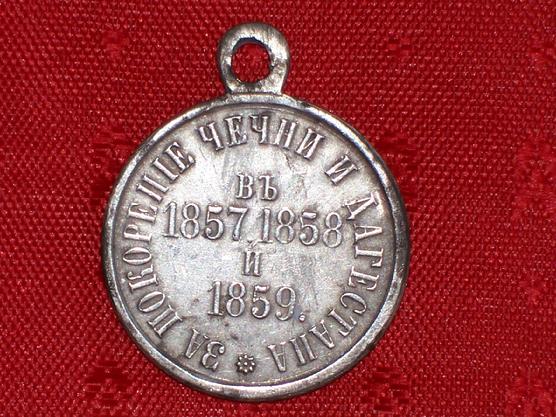 ЗА ПОКОРЕНІЕ ЧЕЧНИ И ДАГЕСТАНА
ВЪ
1857, 1858
И
1859.